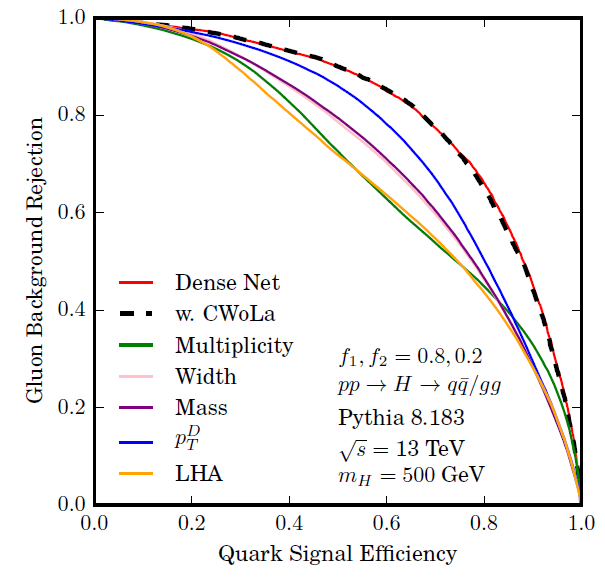 1.0
0.8
0.6
0.4
0.2
0.0
Gluon Background Rejection
Dense Net
w. CWoLa
Multiplicity
Width
Mass
$p_T^D$
LHA
$f_1, f_2 = 0.8, 0.2$
$pp \to H \to q\bar{q}/gg$
Pythia 8.183
$\sqrt{s} = 13$ TeV
$m_H = 500$ GeV
0.0 0.2 0.4 0.6 0.8 1.0
Quark Signal Efficiency